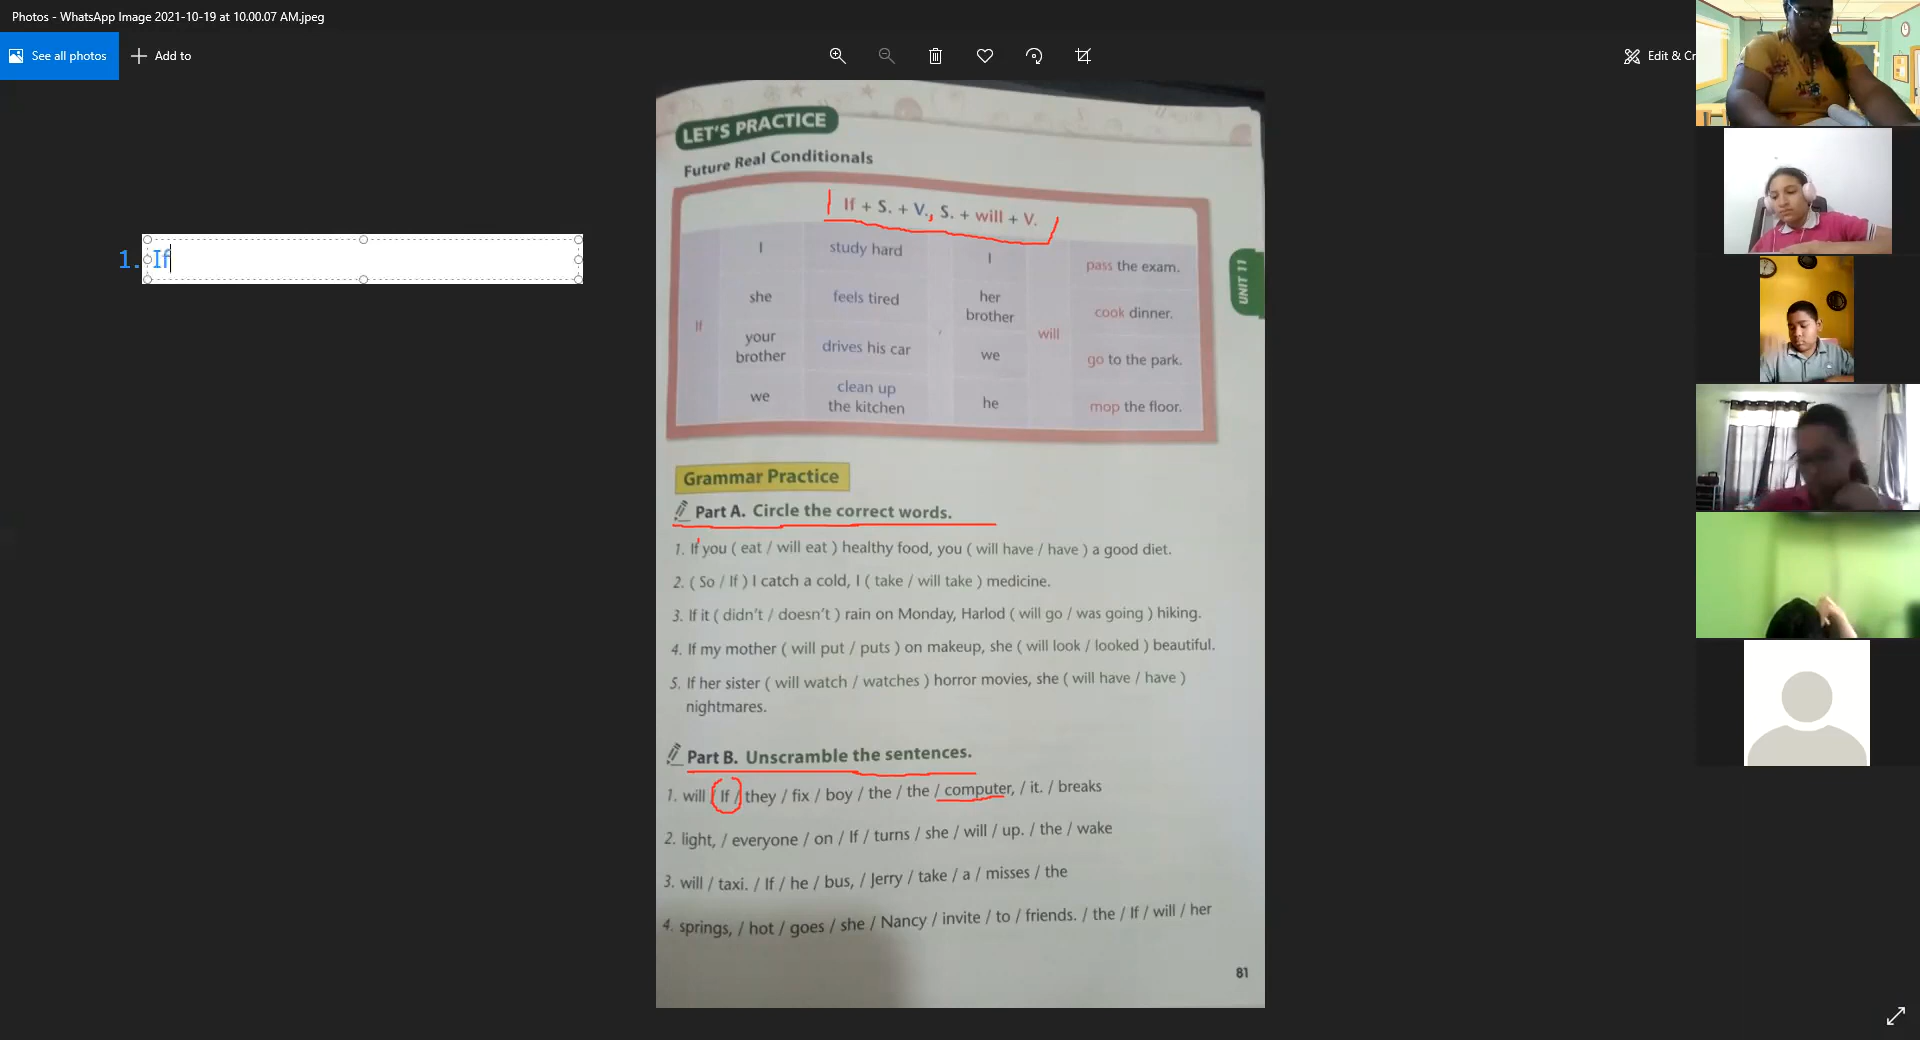 Photos - WhatsApp Image 2021-10-19 at 10.00.07 AM.jpeg
See all photos
Add to
Edit & Cr
LET'S PRACTICE
Future Real Conditionals
If + S. + V., S. + will + V.
I study hard I pass the exam.
she feels tired her brother cook dinner.
If , will
your brother drives his car we go to the park.
we clean up the kitchen he mop the floor.
UNIT 11
1. If
Grammar Practice
Part A. Circle the correct words.
1. If you ( eat / will eat ) healthy food, you ( will have / have ) a good diet.
2. ( So / If ) I catch a cold, I ( take / will take ) medicine.
3. If it ( didn't / doesn't ) rain on Monday, Harlod ( will go / was going ) hiking.
4. If my mother ( will put / puts ) on makeup, she ( will look / looked ) beautiful.
5. If her sister ( will watch / watches ) horror movies, she ( will have / have )
nightmares.
Part B. Unscramble the sentences.
1. will / If / they / fix / boy / the / the / computer, / it. / breaks
2. light, / everyone / on / If / turns / she / will / up. / the / wake
3. will / taxi. / If / he / bus, / Jerry / take / a / misses / the
4. springs, / hot / goes / she / Nancy / invite / to / friends. / the / If / will / her
81